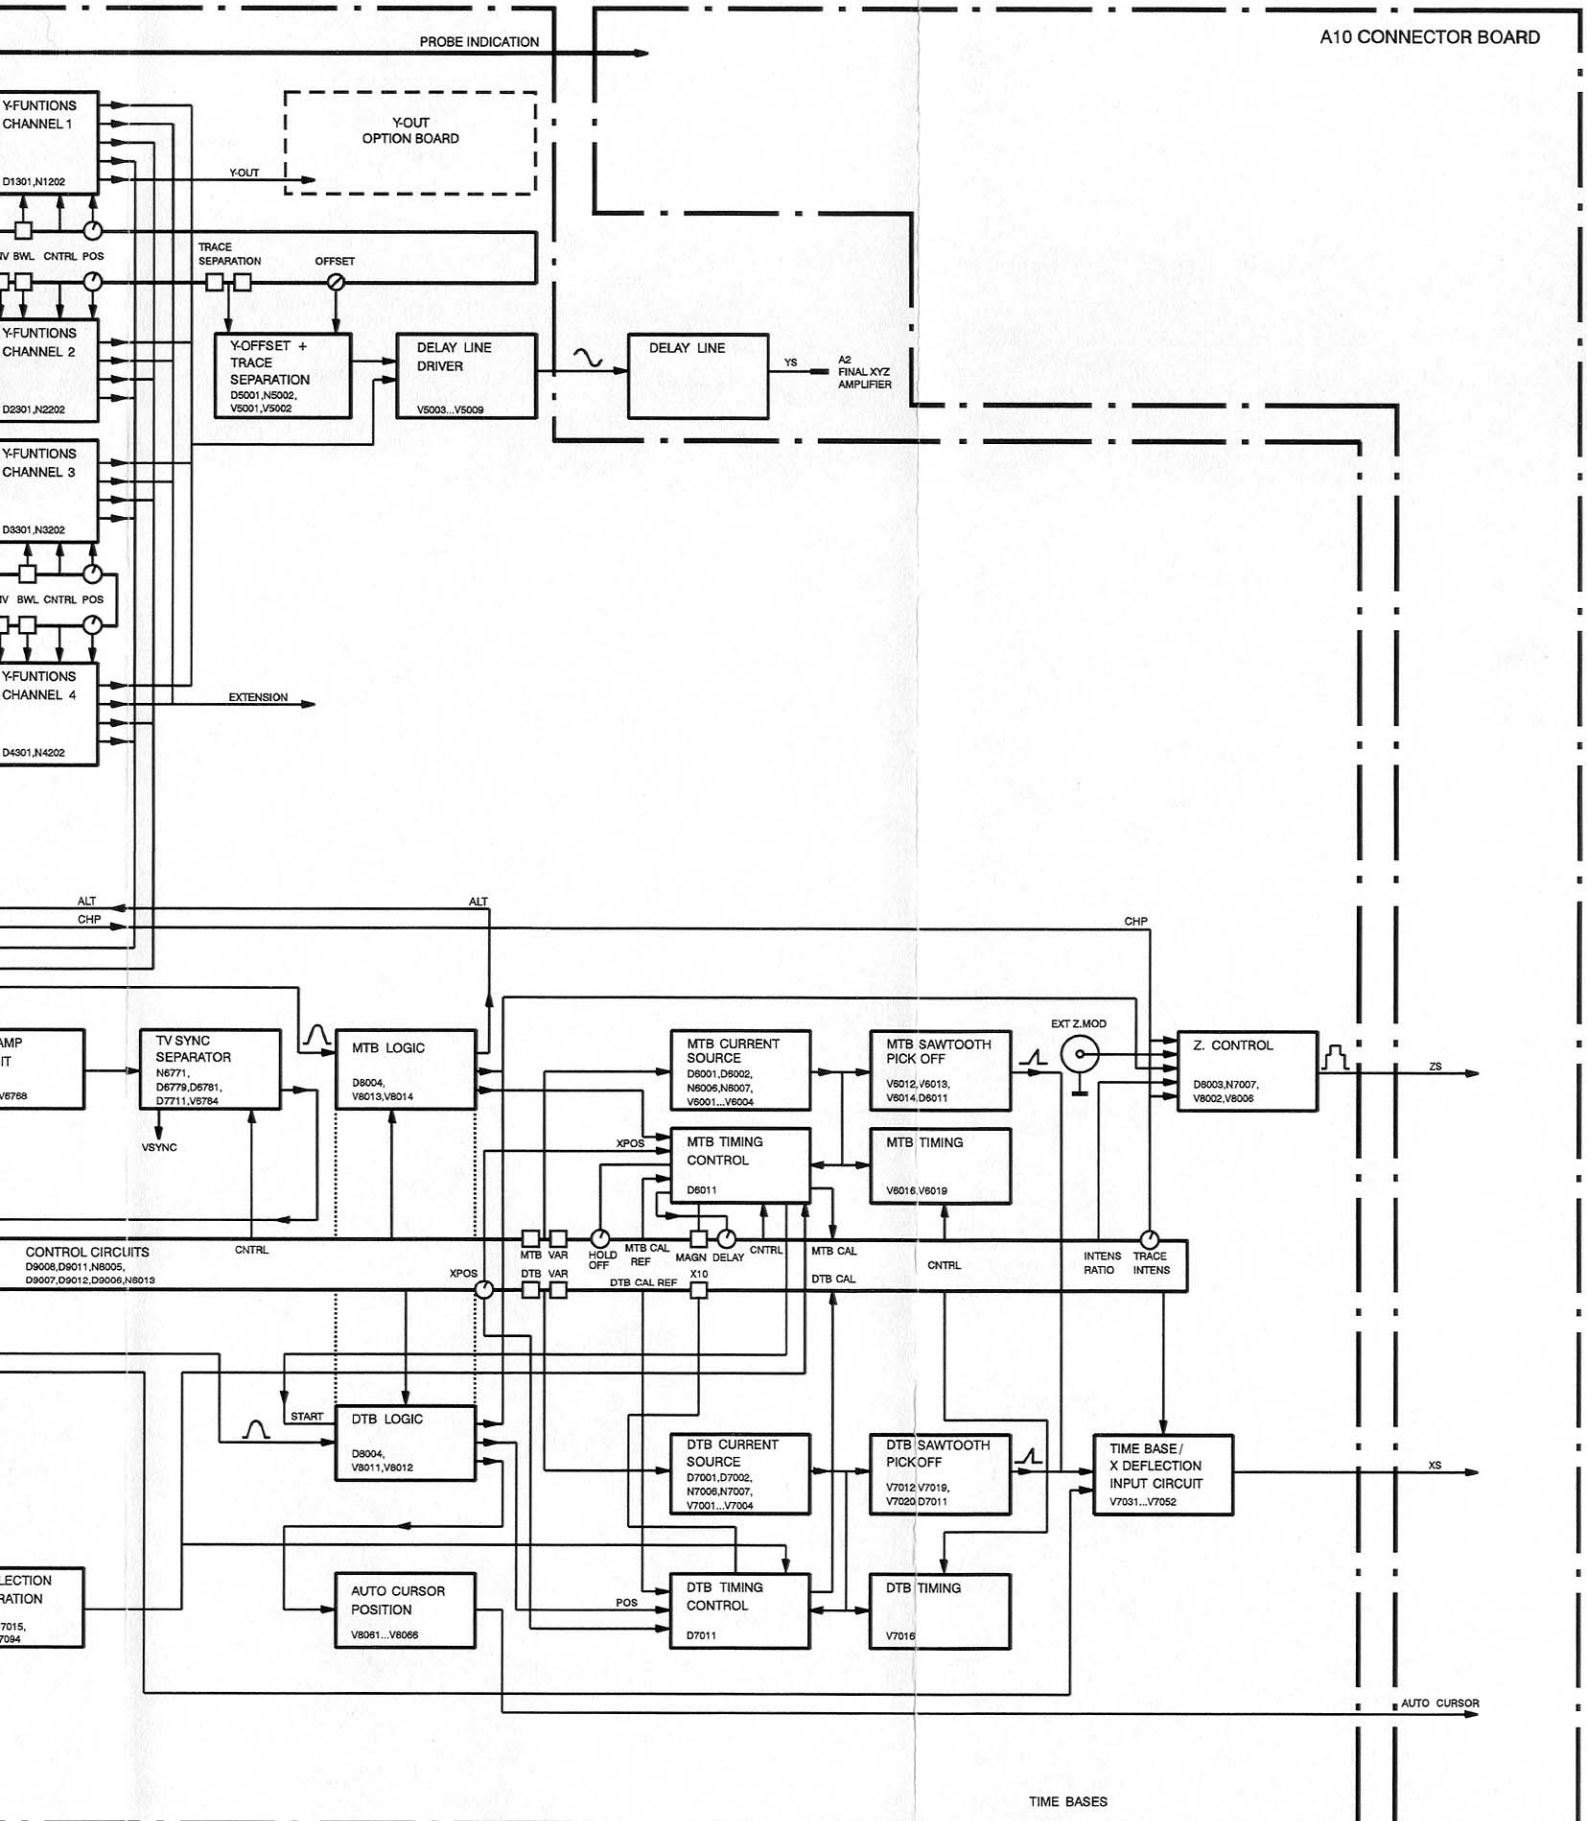 PROBE INDICATION
A10 CONNECTOR BOARD
Y-FUNTIONS
CHANNEL 1
D1301,N1202
Y-OUT
OPTION BOARD
Y-OUT
BWL CNTRL POS
TRACE
SEPARATION
OFFSET
Y-FUNTIONS
CHANNEL 2
D2301,N2202
Y-OFFSET +
TRACE
SEPARATION
D5001,N5002,
V5001,V5002
DELAY LINE
DRIVER
V5003...V5009
DELAY LINE
YS
A2
FINAL XYZ
AMPLIFIER
Y-FUNTIONS
CHANNEL 3
D3301,N3202
BWL CNTRL POS
Y-FUNTIONS
CHANNEL 4
D4301,N4202
EXTENSION
ALT
CHP
ALT
CHP
AMP
IT
V6768
TV SYNC
SEPARATOR
N6771,
D6779,D6781,
D7711,V6784
VSYNC
MTB LOGIC
D8004,
V8013,V8014
MTB CURRENT
SOURCE
D6001,D6002,
N6006,N6007,
V6001...V6004
MTB SAWTOOTH
PICK OFF
V6012,V6013,
V6014,D6011
EXT Z.MOD
Z. CONTROL
D8003,N7007,
V8002,V8006
ZS
XPOS
MTB TIMING
CONTROL
D6011
MTB TIMING
V6016,V6019
CONTROL CIRCUITS
D9008,D9011,N8005,
D9007,D9012,D9006,N6013
CNTRL
XPOS
MTB VAR
HOLD
OFF
MTB CAL
REF
MAGN
DELAY
CNTRL
MTB CAL
CNTRL
INTENS
RATIO
TRACE
INTENS
DTB VAR
DTB CAL REF
X10
DTB CAL
START
DTB LOGIC
D8004,
V8011,V8012
DTB CURRENT
SOURCE
D7001,D7002,
N7006,N7007,
V7001...V7004
DTB SAWTOOTH
PICKOFF
V7012,V7019,
V7020,D7011
TIME BASE/
X DEFLECTION
INPUT CIRCUIT
V7031...V7052
XS
LECTION
RATION
7015,
7094
AUTO CURSOR
POSITION
V8061...V8066
POS
DTB TIMING
CONTROL
D7011
DTB TIMING
V7016
AUTO CURSOR
TIME BASES